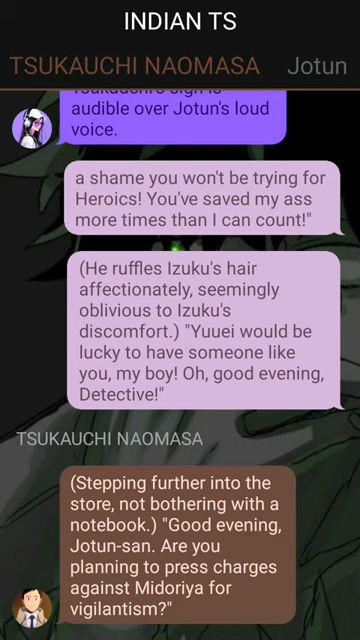 INDIAN TS
TSUKAUCHI NAOMASA Jotun
Tsukauchi's sigh is
audible over Jotun's loud
voice.
a shame you won't be trying for
Heroics! You've saved my ass
more times than I can count!"
(He ruffles Izuku's hair
affectionately, seemingly
oblivious to Izuku's
discomfort.) "Yuuei would be
lucky to have someone like
you, my boy! Oh, good evening,
Detective!"
TSUKAUCHI NAOMASA
(Stepping further into the
store, not bothering with a
notebook.) "Good evening,
Jotun-san. Are you
planning to press charges
against Midoriya for
vigilantism?"